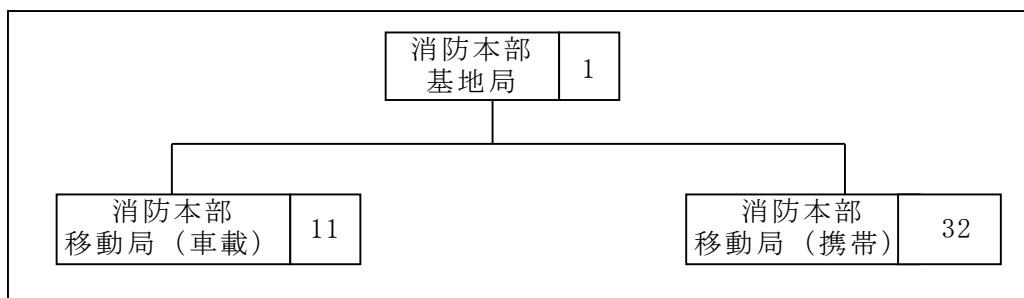 消防本部
基地局
1
消防本部
移動局（車載）
11
消防本部
移動局（携帯）
32